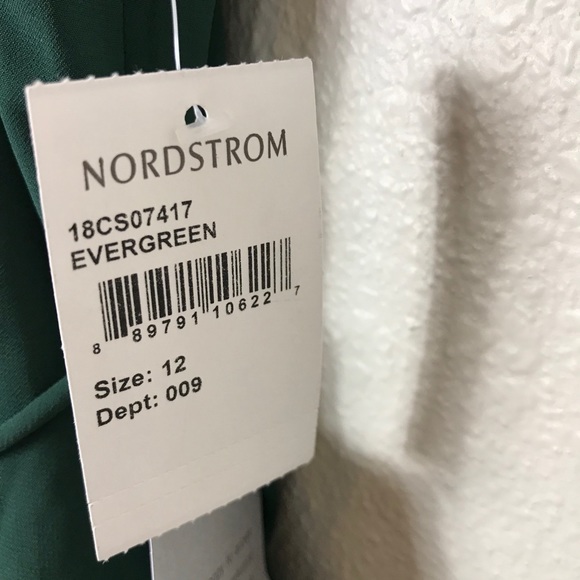 NORDSTROM
18CS07417
EVERGREEN
8 89791 10622 7
Size: 12
Dept: 009